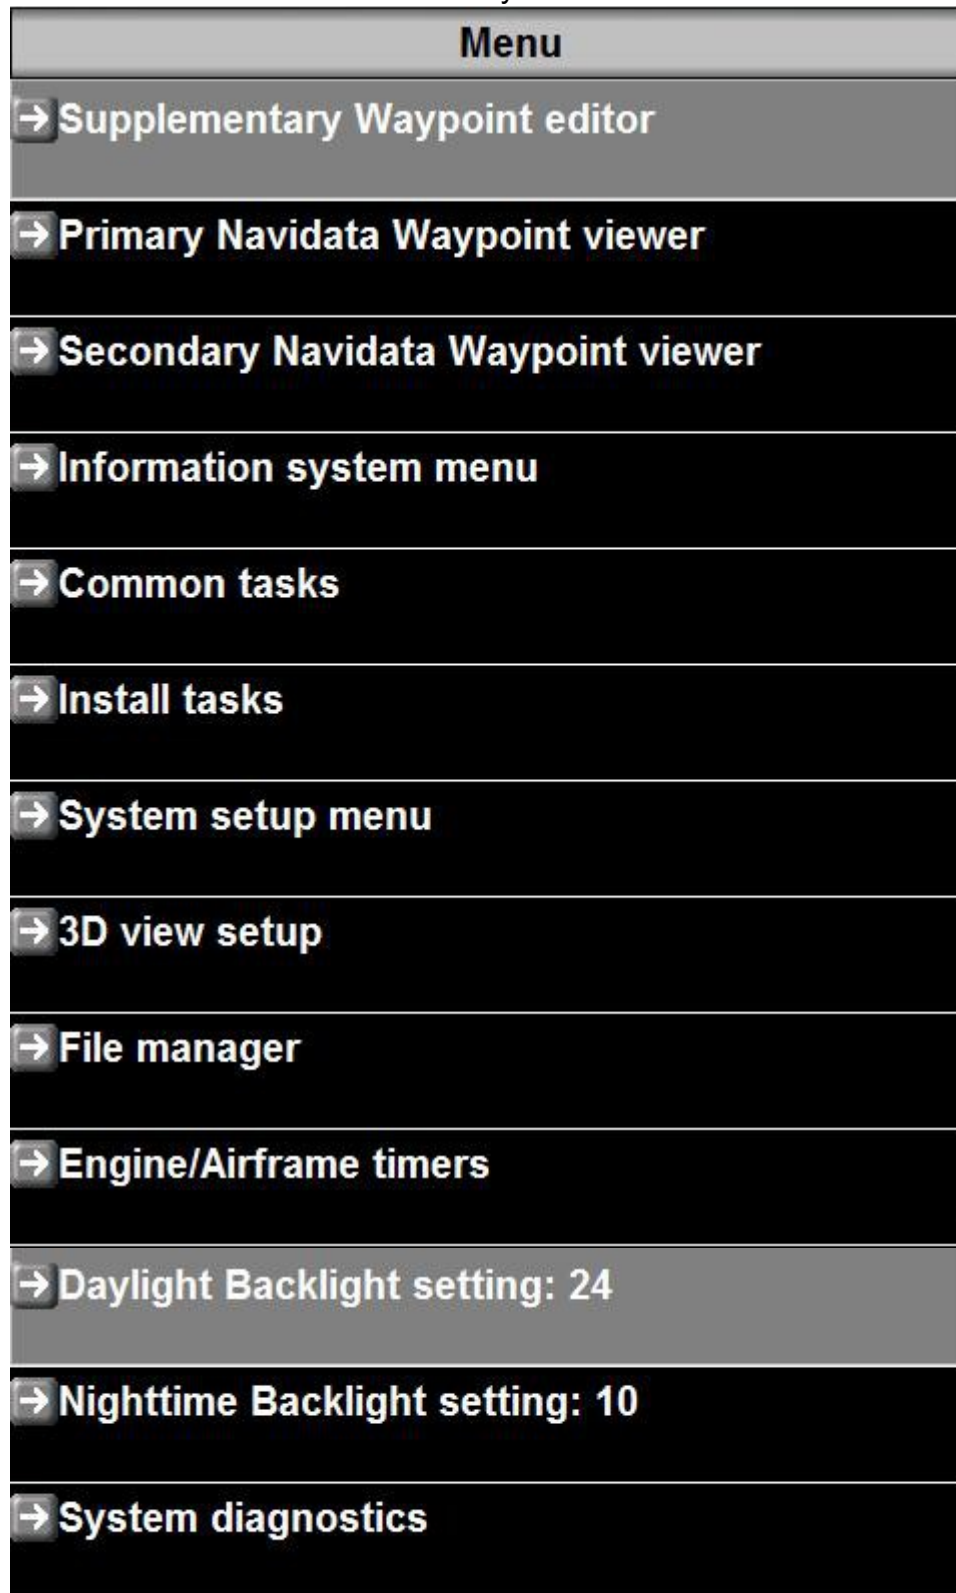 Menu
Supplementary Waypoint editor
Primary Navidata Waypoint viewer
Secondary Navidata Waypoint viewer
Information system menu
Common tasks
Install tasks
System setup menu
3D view setup
File manager
Engine/Airframe timers
Daylight Backlight setting: 24
Nighttime Backlight setting: 10
System diagnostics